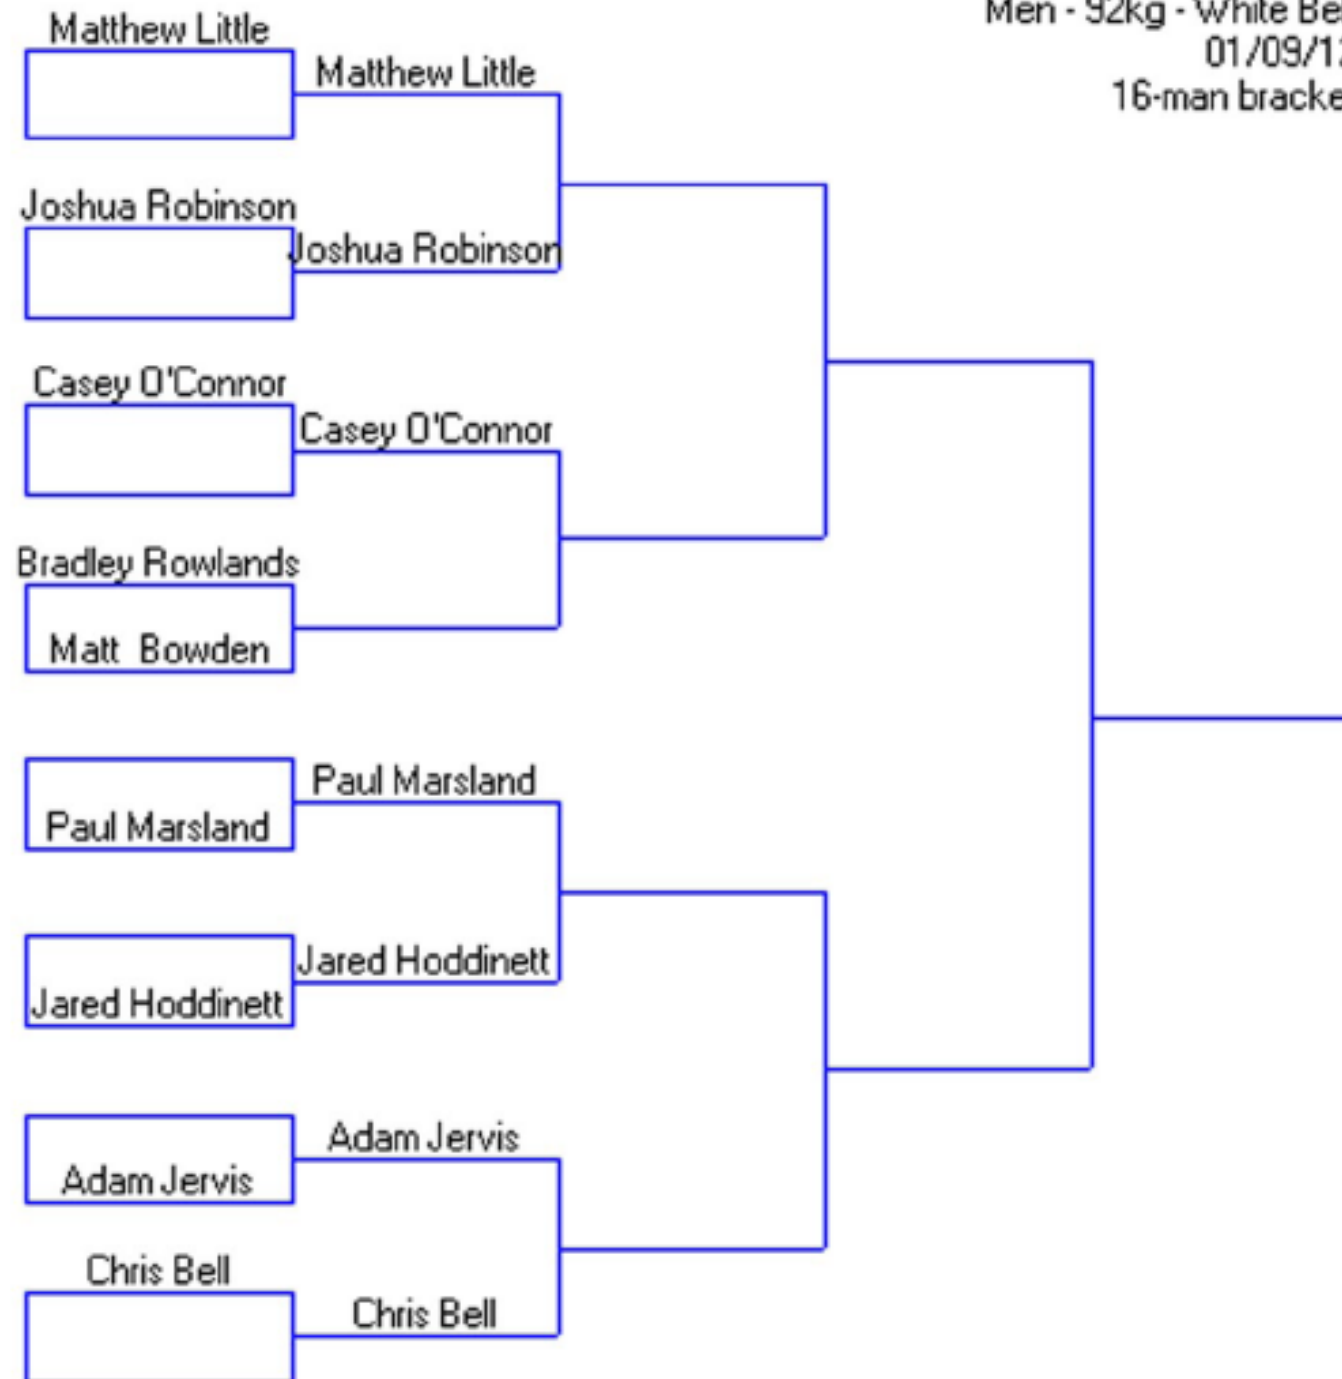 Men - 92kg - White Be
01/09/1
16-man bracke
Matthew Little
Matthew Little
Joshua Robinson
Joshua Robinson
Casey O'Connor
Casey O'Connor
Bradley Rowlands
Matt Bowden
Paul Marsland
Paul Marsland
Jared Hoddinett
Jared Hoddinett
Adam Jervis
Adam Jervis
Chris Bell
Chris Bell